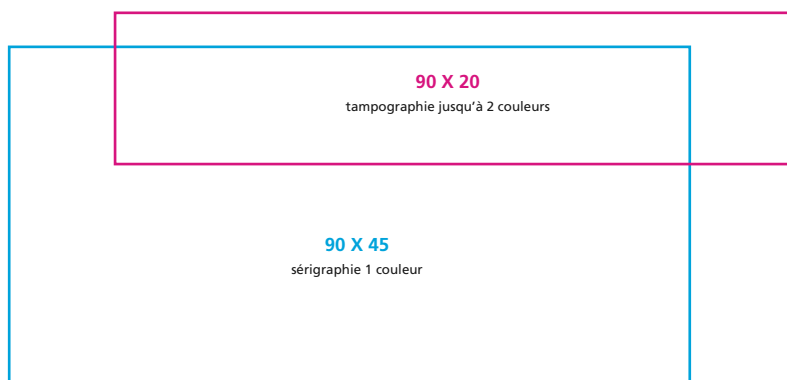 90 X 20
tampographie jusqu'à 2 couleurs
90 X 45
sérigraphie 1 couleur